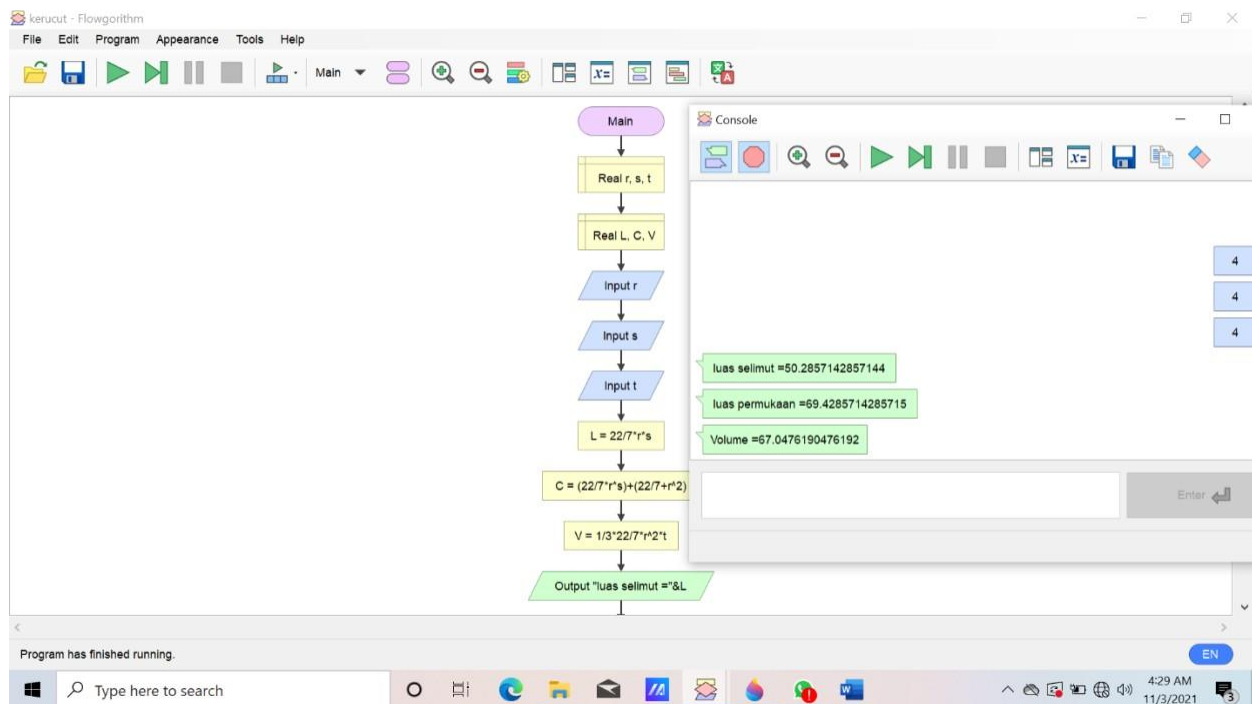 kerucut - Flowgorithm
File Edit Program Appearance Tools Help
Main
Main
Real r, s, t
Real L, C, V
Input r
Input s
Input t
L = 22/7*r*s
C = (22/7*r*s)+(22/7+r^2)
V = 1/3*22/7*r^2*t
Output "luas selimut ="&L
Console
4
4
4
luas selimut =50.2857142857144
luas permukaan =69.4285714285715
Volume =67.0476190476192
Enter
Program has finished running.
EN
Type here to search
4:29 AM
11/3/2021
3